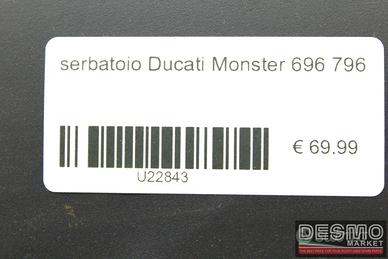 serbatoio Ducati Monster 696 796
€ 69.99
U22843
DESMO
MARKET